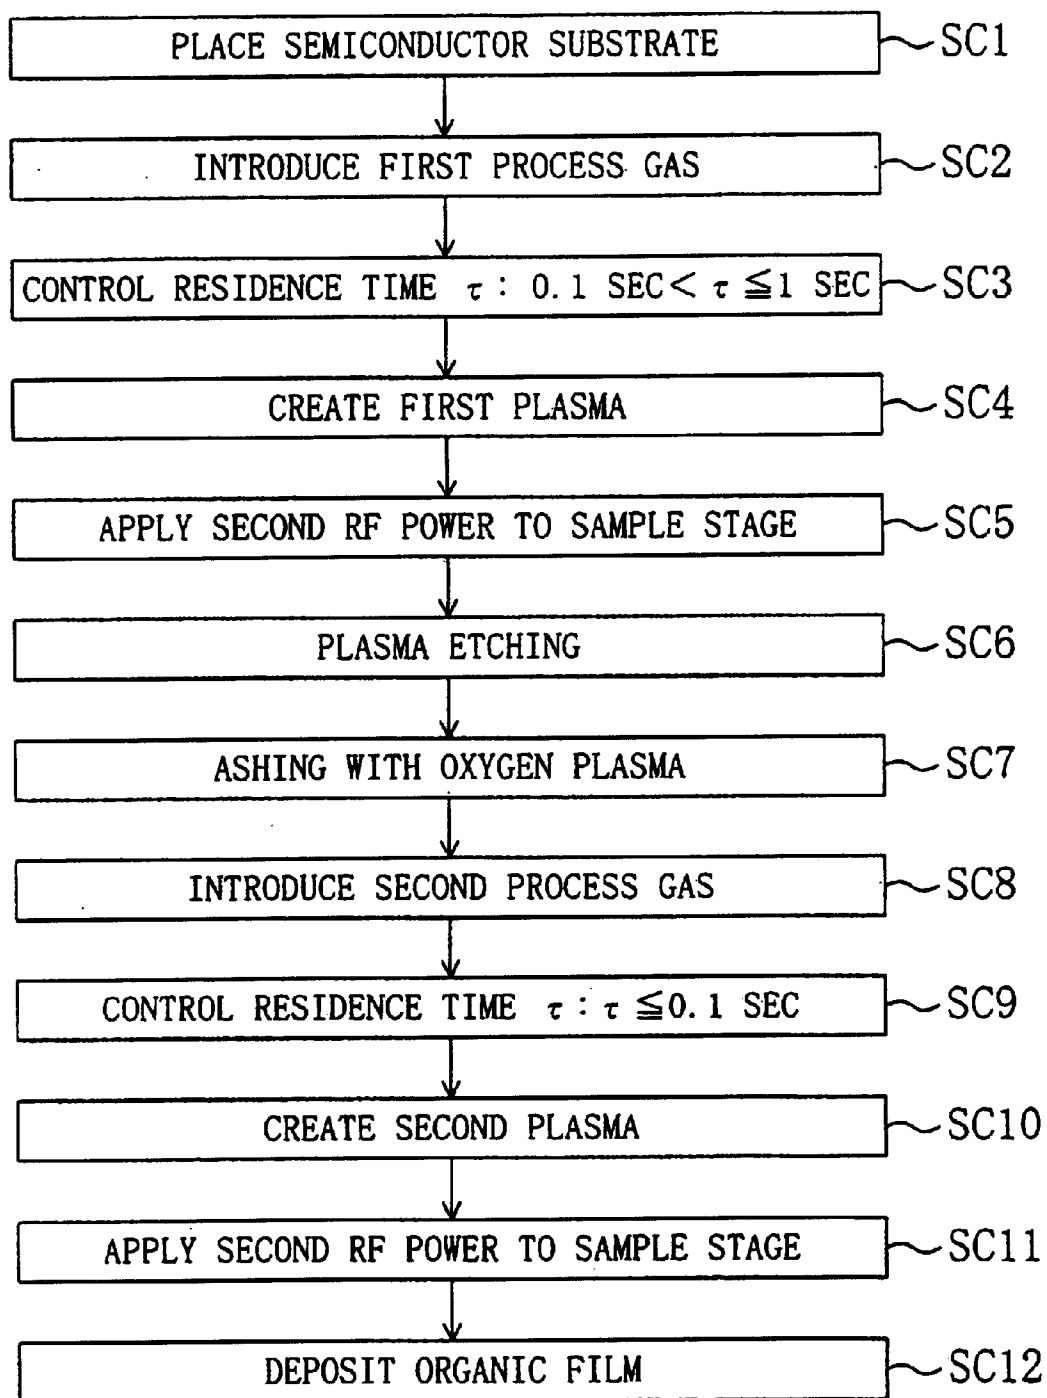 PLACE SEMICONDUCTOR SUBSTRATE SC1
INTRODUCE FIRST PROCESS GAS SC2
CONTROL RESIDENCE TIME τ : 0.1 SEC< τ ≦1 SEC SC3
CREATE FIRST PLASMA SC4
APPLY SECOND RF POWER TO SAMPLE STAGE SC5
PLASMA ETCHING SC6
ASHING WITH OXYGEN PLASMA SC7
INTRODUCE SECOND PROCESS GAS SC8
CONTROL RESIDENCE TIME τ : τ ≦0.1 SEC SC9
CREATE SECOND PLASMA SC10
APPLY SECOND RF POWER TO SAMPLE STAGE SC11
DEPOSIT ORGANIC FILM SC12